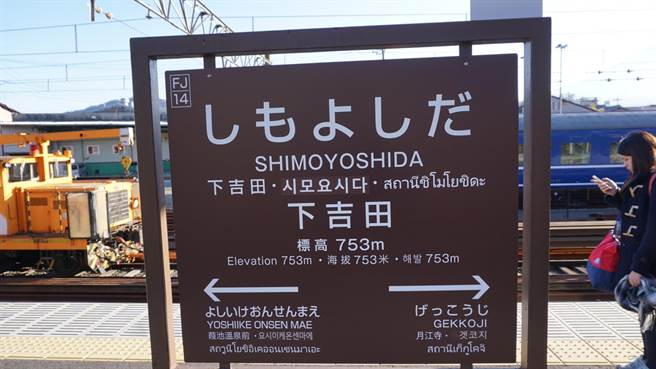 FJ
14
しもよしだ
SHIMOYOSHIDA
下吉田・시모요시다・สถานีชิโมโยชิดะ
下吉田
標高 753m
Elevation 753m・海拔753米・해발 753m
よしいけおんせんまえ
YOSHIIKE ONSEN MAE
葭池温泉前・요시이케온센마에
สถานีโยชิอิเคออนเซนมาเอะ
げっこうじ
GEKKOJI
月江寺・겟코지
สถานีเก็กโคจิ